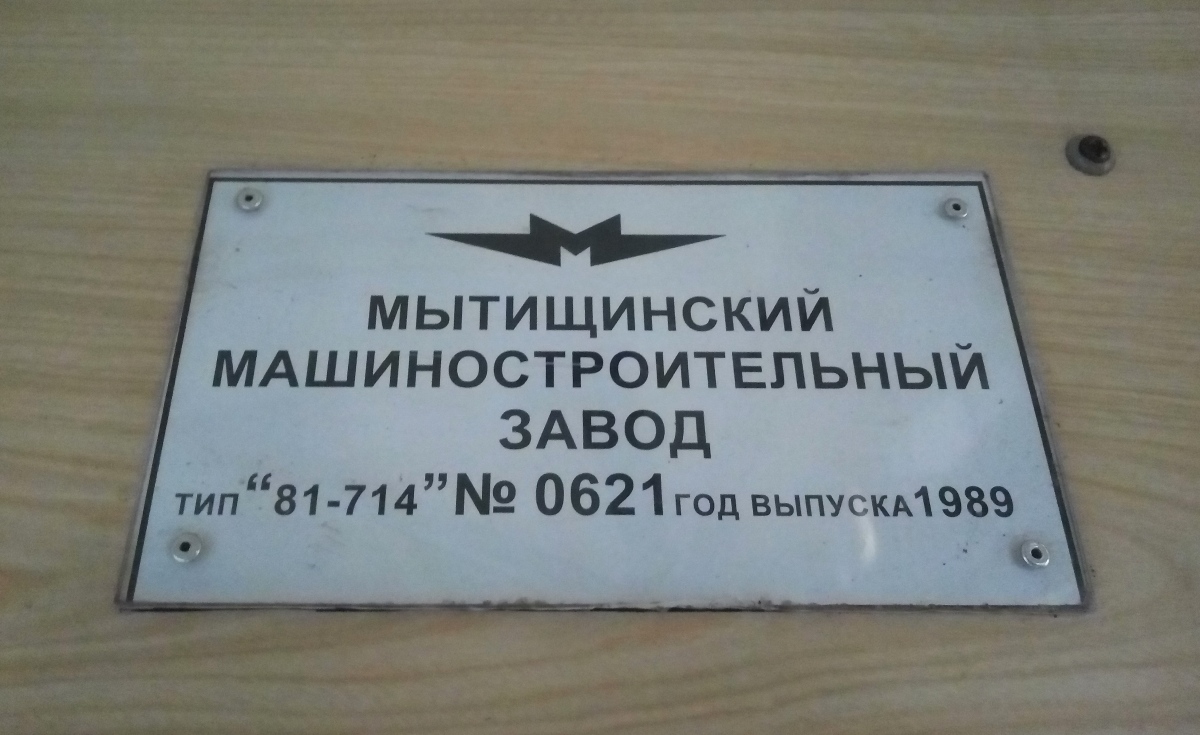 МЫТИЩИНСКИЙ
МАШИНОСТРОИТЕЛЬНЫЙ
ЗАВОД
ТИП “81-714” № 0621 ГОД ВЫПУСКА 1989